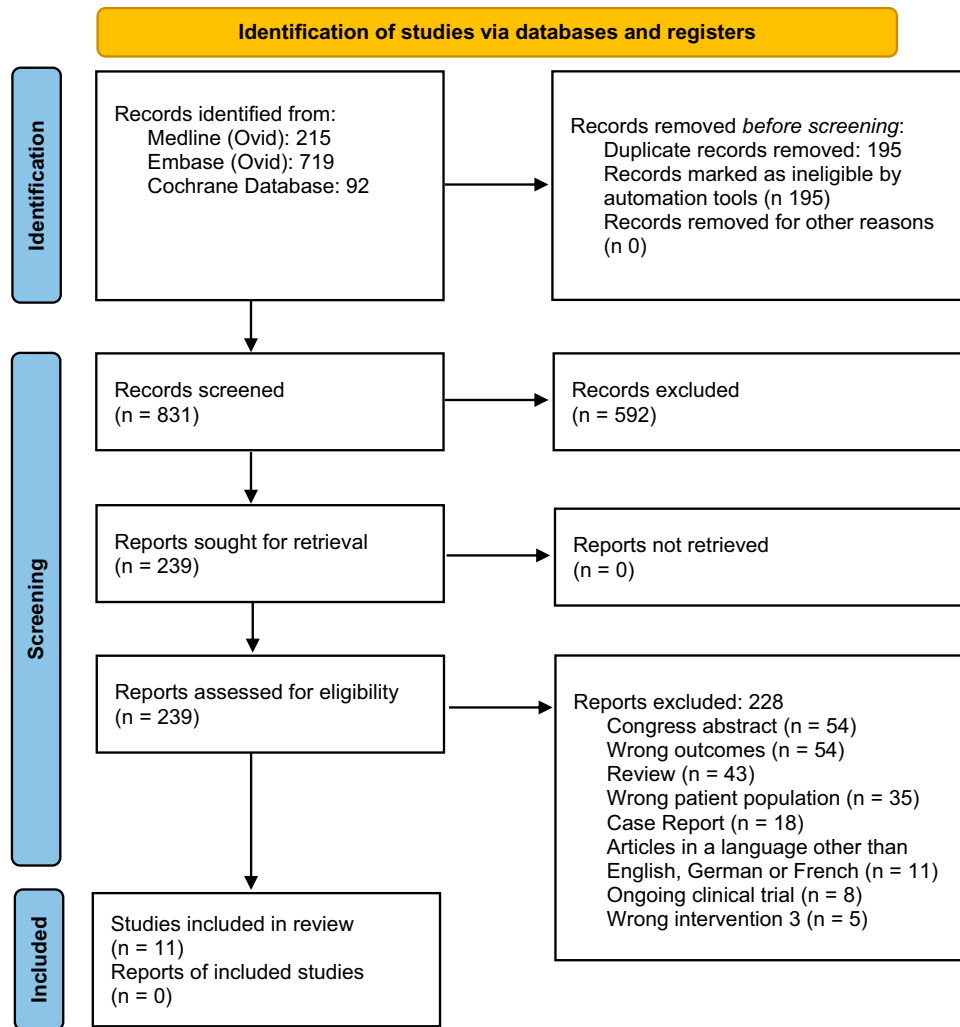 Identification of studies via databases and registers
Identification
Records identified from:
Medline (Ovid): 215
Embase (Ovid): 719
Cochrane Database: 92
Records removed before screening:
Duplicate records removed: 195
Records marked as ineligible by
automation tools (n 195)
Records removed for other reasons
(n 0)
Screening
Records screened
(n = 831)
Records excluded
(n = 592)
Reports sought for retrieval
(n = 239)
Reports not retrieved
(n = 0)
Reports assessed for eligibility
(n = 239)
Reports excluded: 228
Congress abstract (n = 54)
Wrong outcomes (n = 54)
Review (n = 43)
Wrong patient population (n = 35)
Case Report (n = 18)
Articles in a language other than
English, German or French (n = 11)
Ongoing clinical trial (n = 8)
Wrong intervention 3 (n = 5)
Included
Studies included in review
(n = 11)
Reports of included studies
(n = 0)